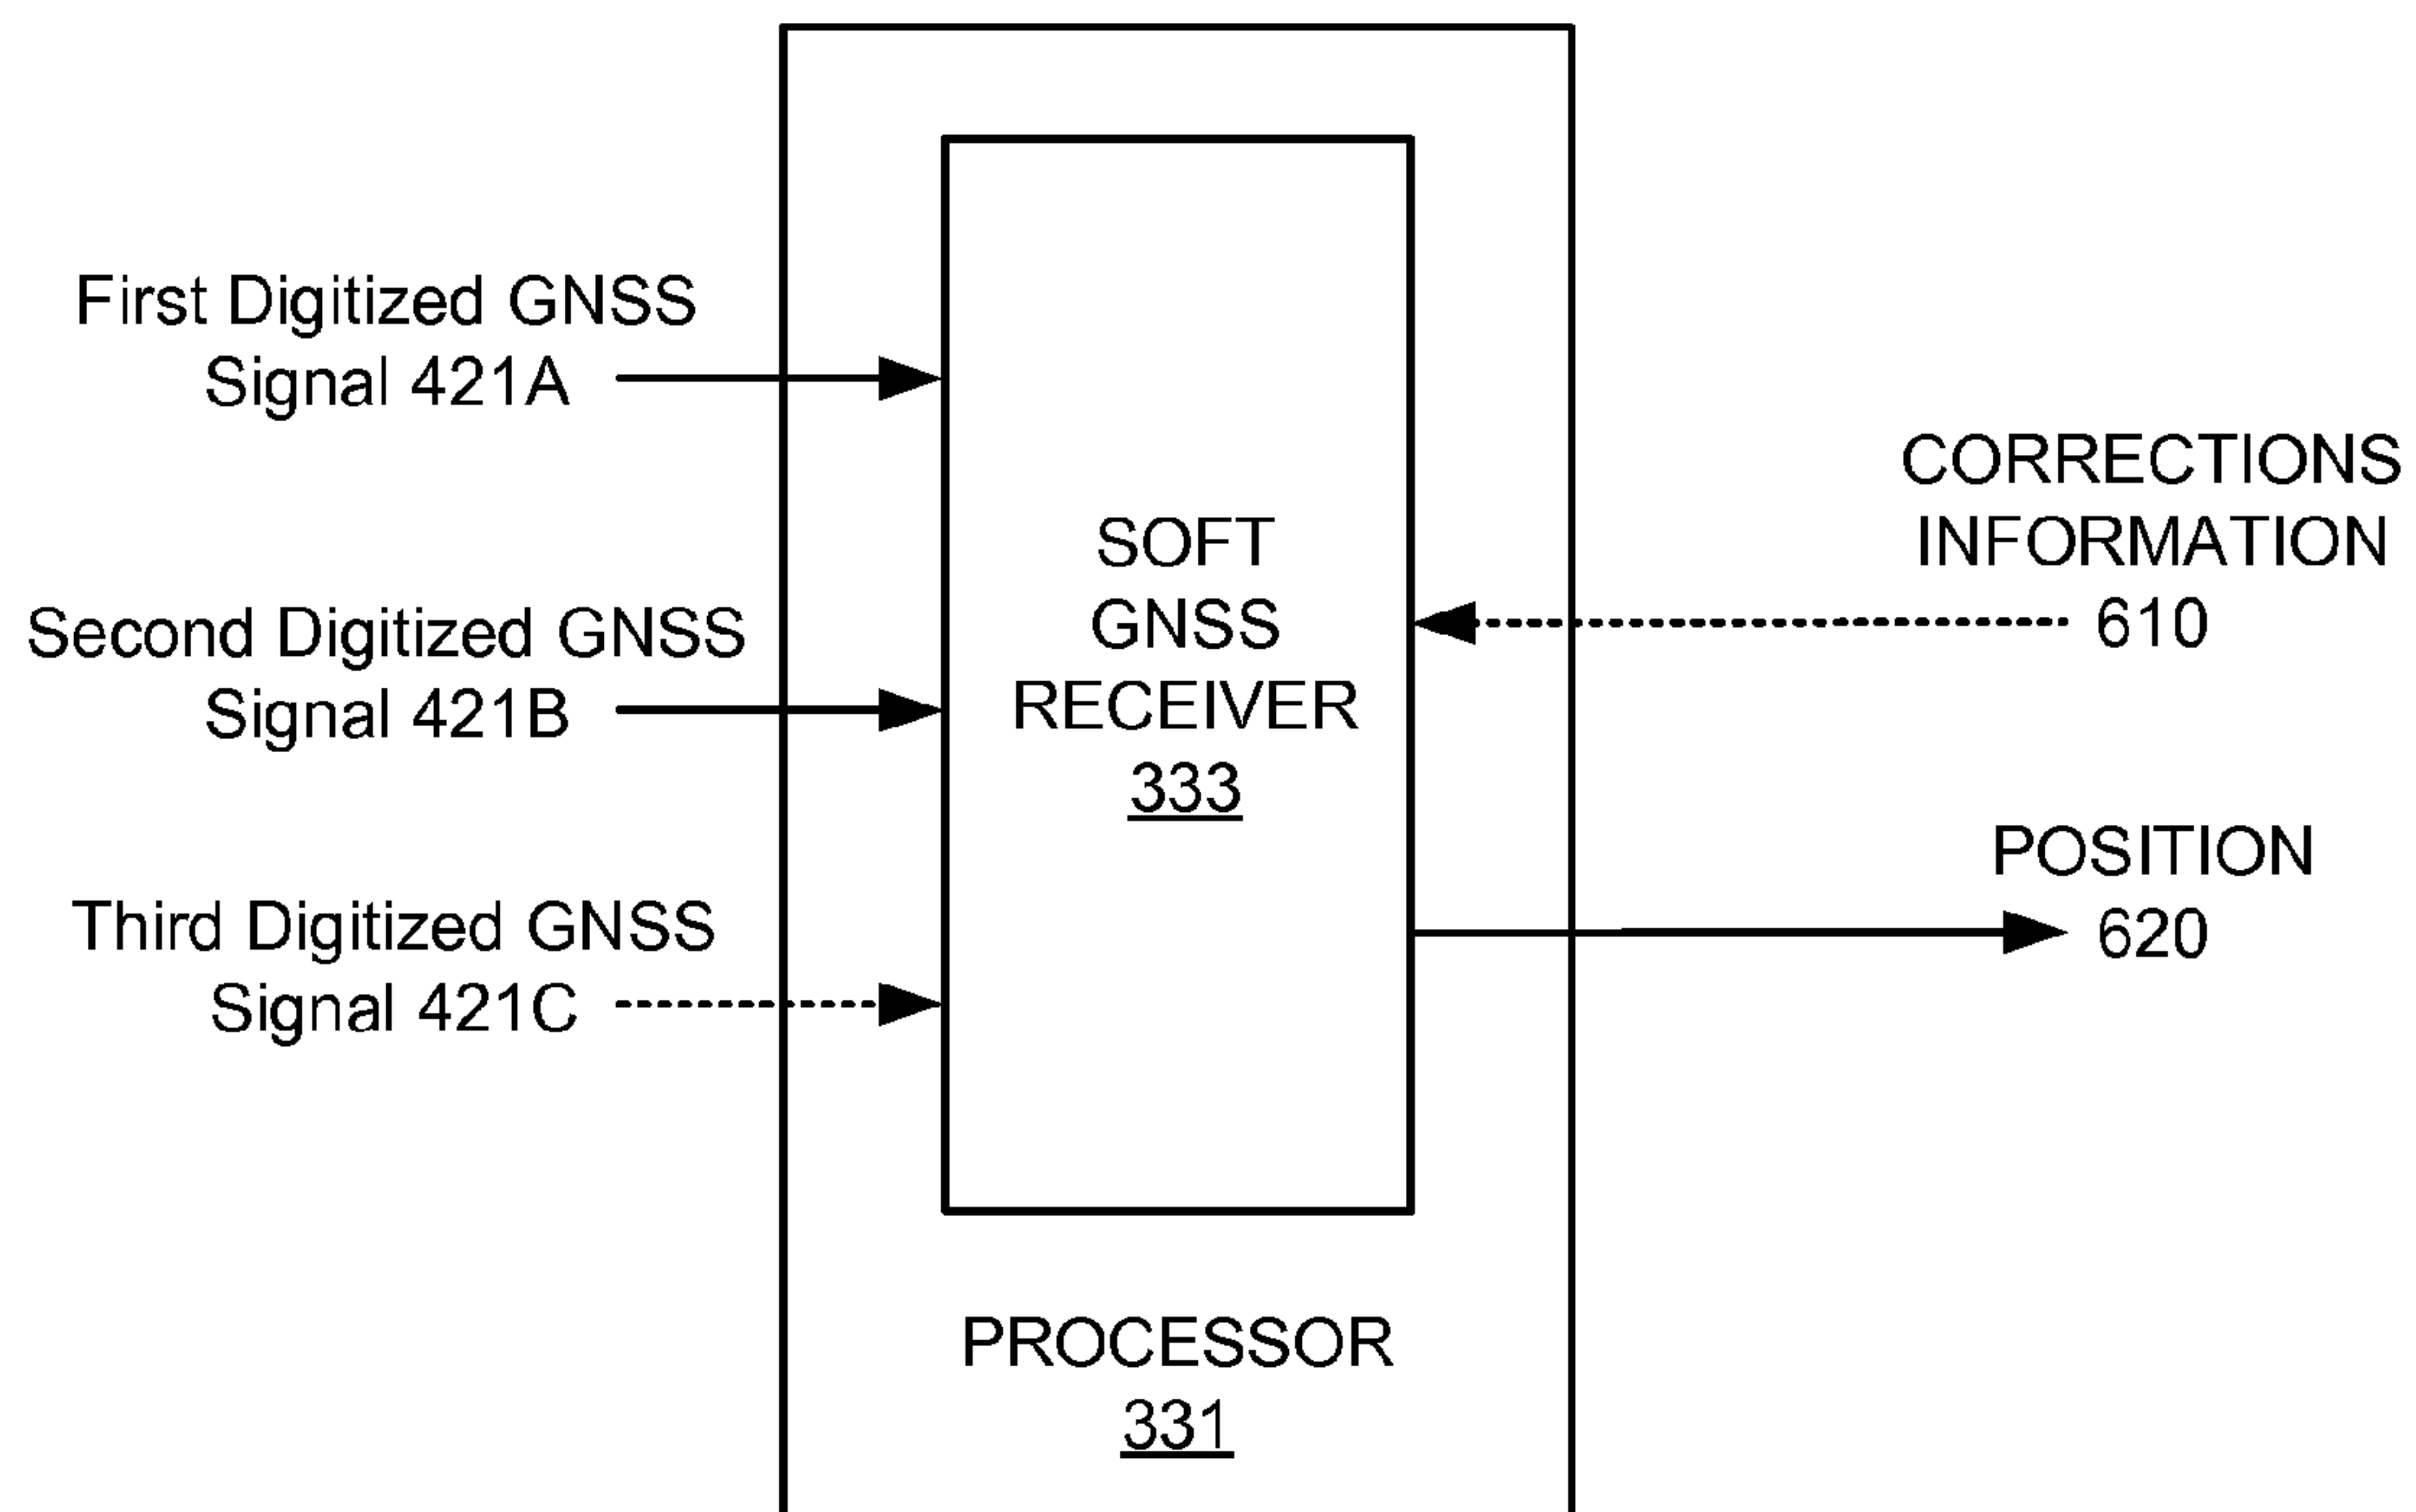 First Digitized GNSS
Signal 421A
Second Digitized GNSS
Signal 421B
Third Digitized GNSS
Signal 421C
SOFT
GNSS
RECEIVER
333
CORRECTIONS
INFORMATION
610
POSITION
620
PROCESSOR
331